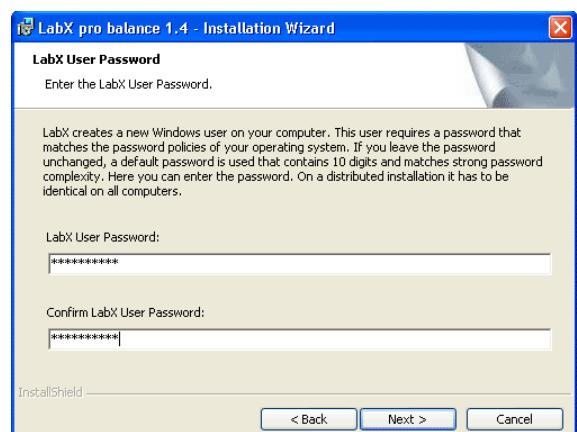 LabX pro balance 1.4 - Installation Wizard
LabX User Password
Enter the LabX User Password.
LabX creates a new Windows user on your computer. This user requires a password that
matches the password policies of your operating system. If you leave the password
unchanged, a default password is used that contains 10 digits and matches strong password
complexity. Here you can enter the password. On a distributed installation it has to be
identical on all computers.
LabX User Password:
**********
Confirm LabX User Password:
**********
InstallShield
< Back Next > Cancel